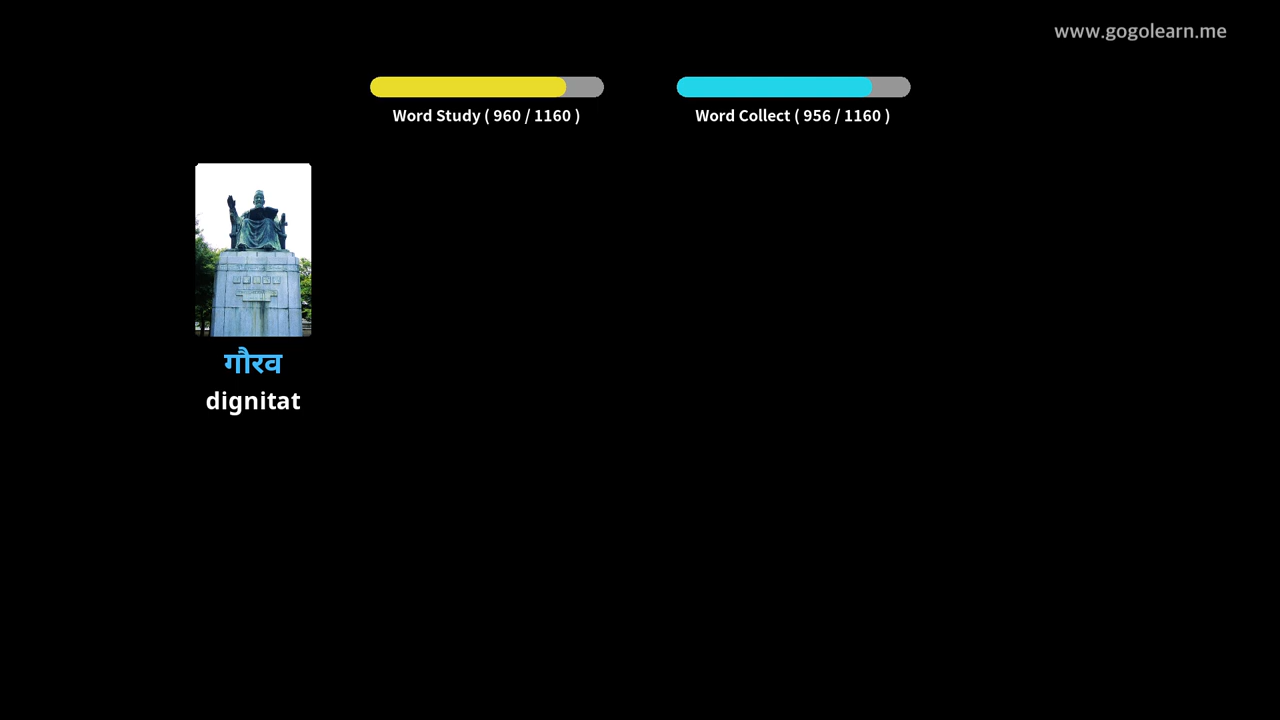 www.gogolearn.me
Word Study ( 960 / 1160 )
Word Collect ( 956 / 1160 )
गौरव
dignitat